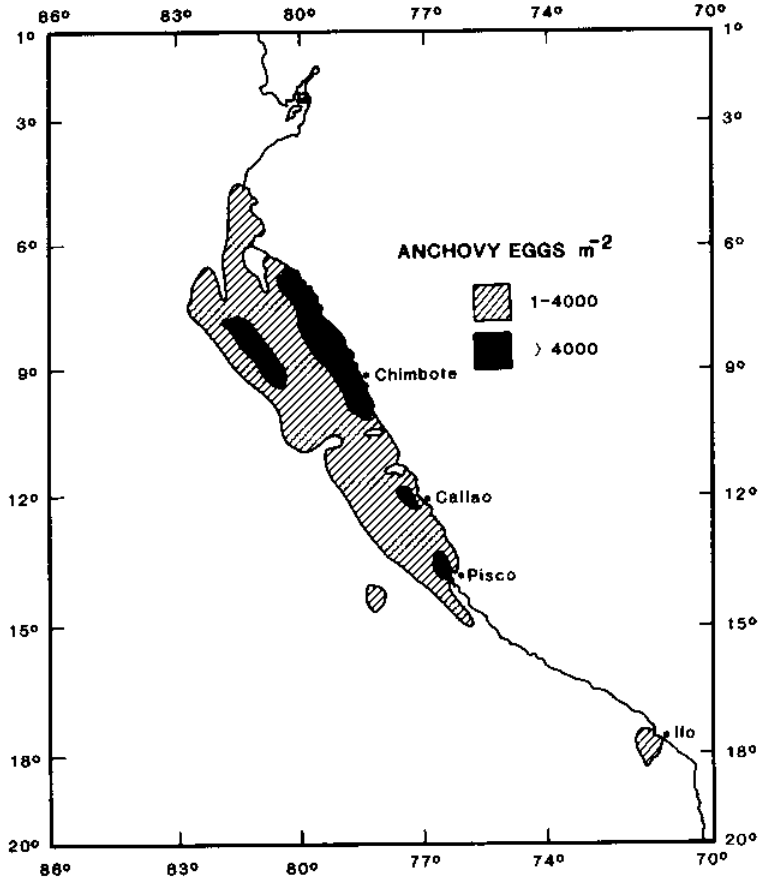 86° 83° 80° 77° 74° 70°
1° 1°
3° 3°
6° 6°
ANCHOVY EGGS m-2
1-4000
> 4000
9° Chimbote 9°
12° Callao 12°
Pisco
15° 15°
Ilo
18° 18°
20° 20°
86° 83° 80° 77° 74° 70°